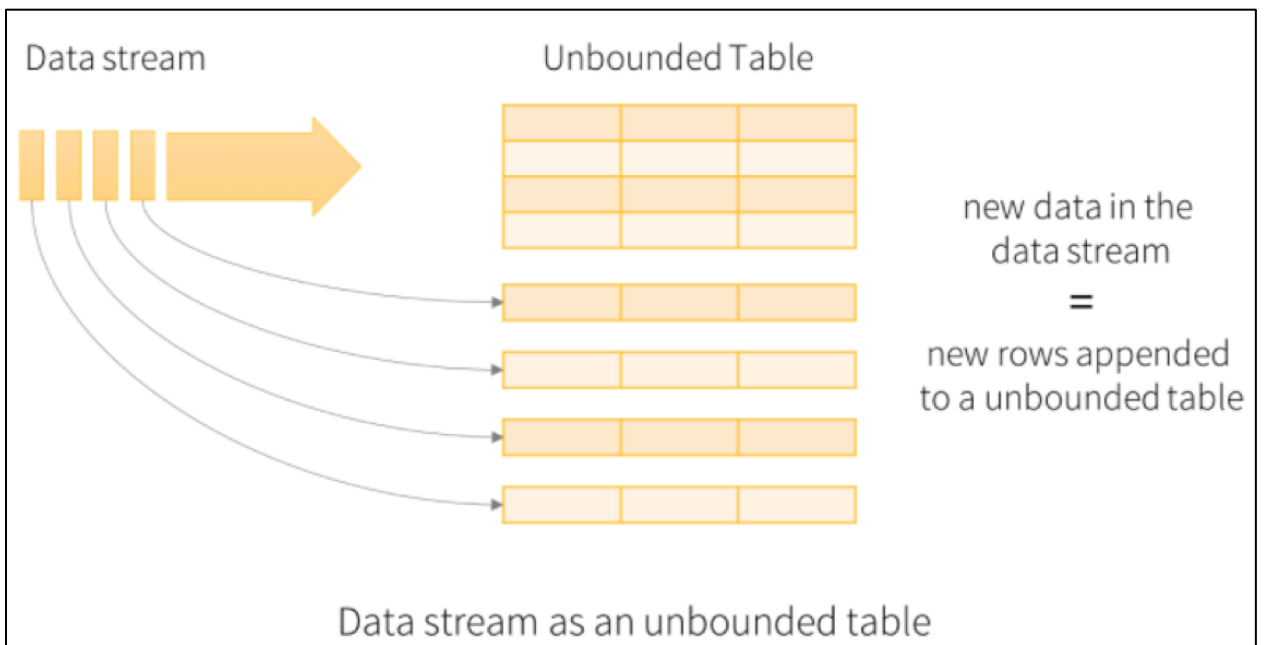 Data stream
Unbounded Table
new data in the
data stream
=
new rows appended
to a unbounded table
Data stream as an unbounded table